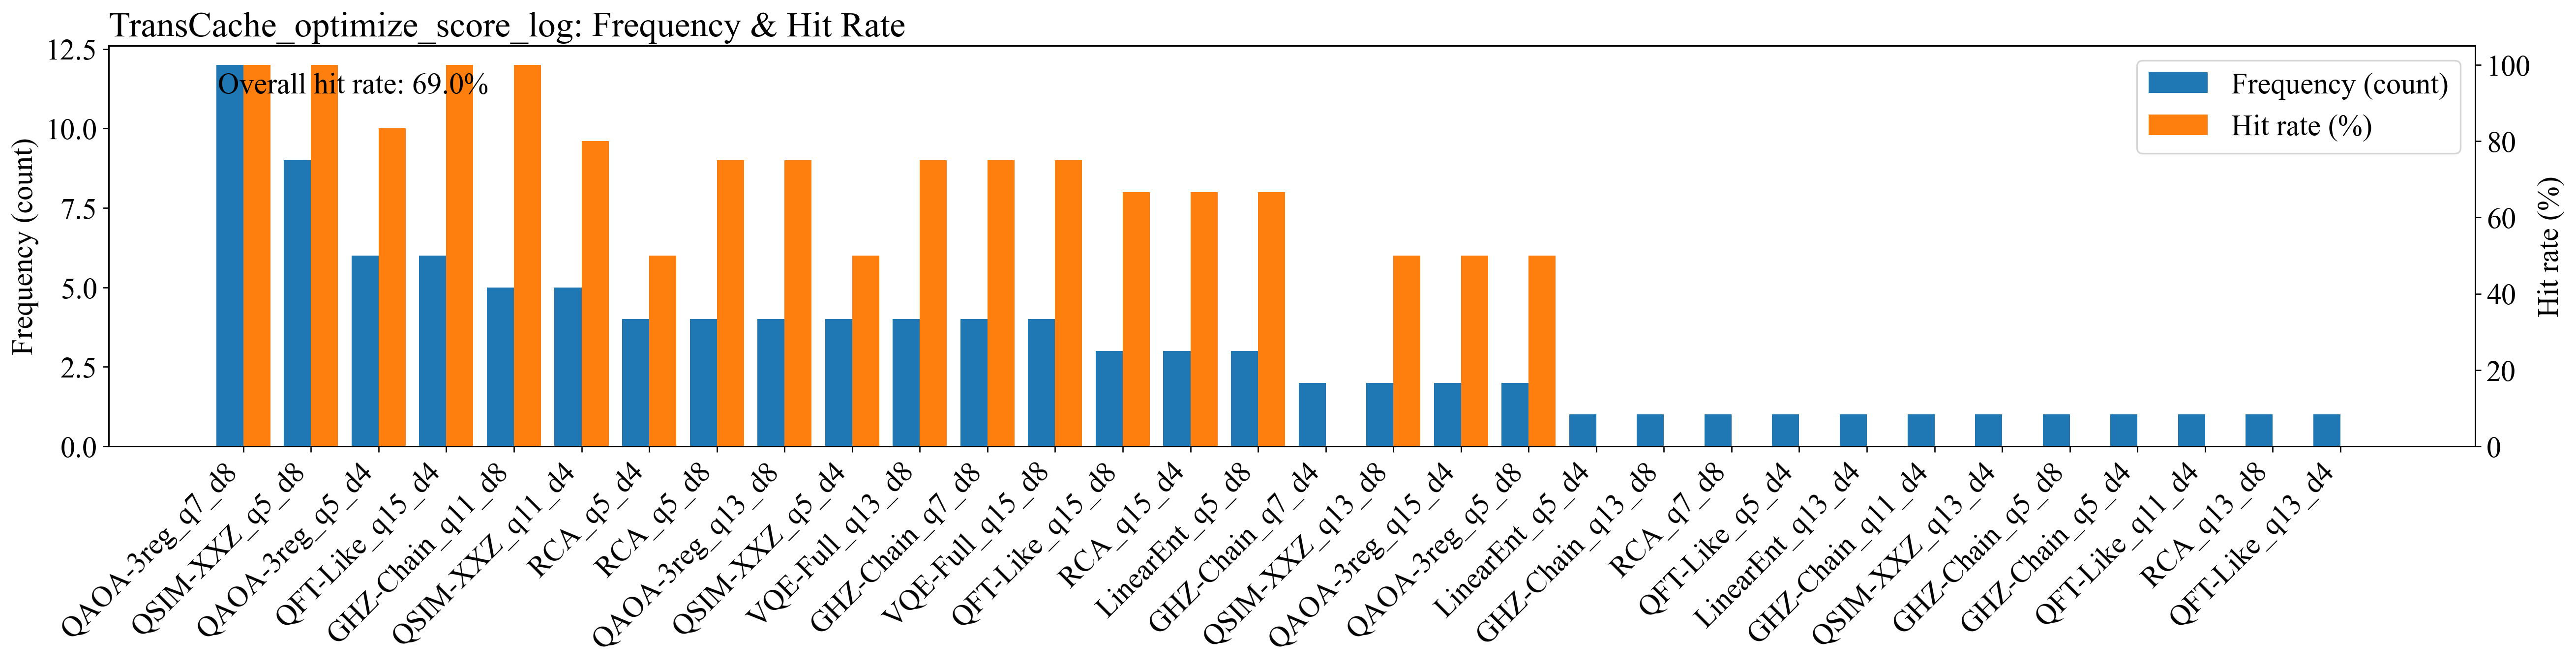 TransCache_optimize_score_log: Frequency & Hit Rate
Overall hit rate: 69.0%
Frequency (count)
Hit rate (%)
Frequency (count)
12.5
10.0
7.5
5.0
2.5
0.0
Hit rate (%)
100
80
60
40
20
0
QAOA-3reg_q7_d8
QSIM-XXZ_q5_d8
QAOA-3reg_q5_d4
QFT-Like_q15_d4
GHZ-Chain_q11_d8
QSIM-XXZ_q11_d4
RCA_q5_d4
RCA_q5_d8
QAOA-3reg_q13_d8
QSIM-XXZ_q5_d4
VQE-Full_q13_d8
GHZ-Chain_q7_d8
VQE-Full_q15_d8
QFT-Like_q15_d8
RCA_q15_d4
LinearEnt_q5_d8
GHZ-Chain_q7_d4
QSIM-XXZ_q13_d8
QAOA-3reg_q15_d4
QAOA-3reg_q5_d8
LinearEnt_q5_d4
GHZ-Chain_q13_d8
RCA_q7_d8
QFT-Like_q5_d4
LinearEnt_q13_d4
GHZ-Chain_q11_d4
QSIM-XXZ_q13_d4
GHZ-Chain_q5_d8
GHZ-Chain_q5_d4
QFT-Like_q11_d4
RCA_q13_d8
QFT-Like_q13_d4